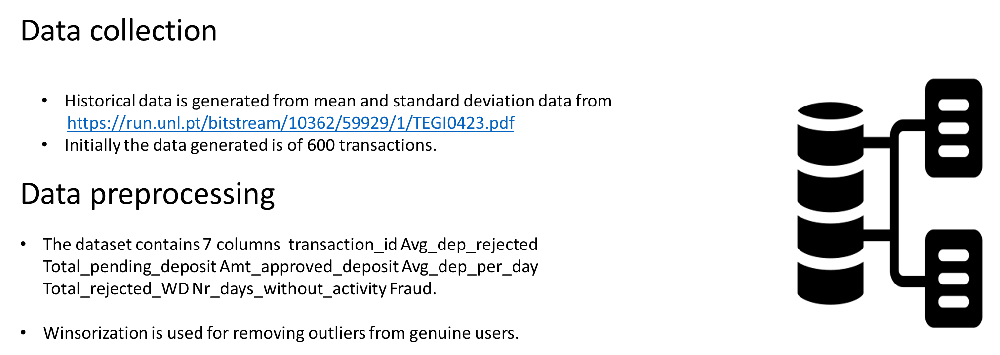 Data collection
• Historical data is generated from mean and standard deviation data from
https://run.unl.pt/bitstream/10362/59929/1/TEGI0423.pdf
• Initially the data generated is of 600 transactions.
Data preprocessing
• The dataset contains 7 columns  transaction_id Avg_dep_rejected
Total_pending_deposit Amt_approved_deposit Avg_dep_per_day
Total_rejected_WD Nr_days_without_activity Fraud.
• Winsorization is used for removing outliers from genuine users.